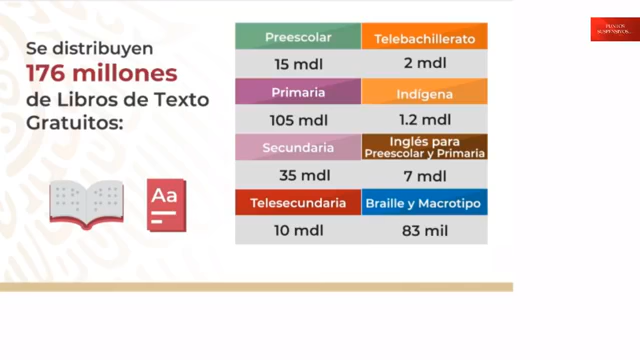 Se distribuyen
176 millones
de Libros de Texto
Gratuitos:
Aa
Preescolar
Telebachillerato
15 mdl
2 mdl
Primaria
Indígena
105 mdl
1.2 mdl
Secundaria
Inglés para
Preescolar y Primaria
35 mdl
7 mdl
Telesecundaria
Braille y Macrotipo
10 mdl
83 mil
PUNTOS
SUSPENSIVOS...